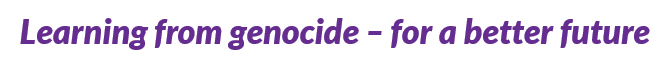 Learning from genocide – for a better future